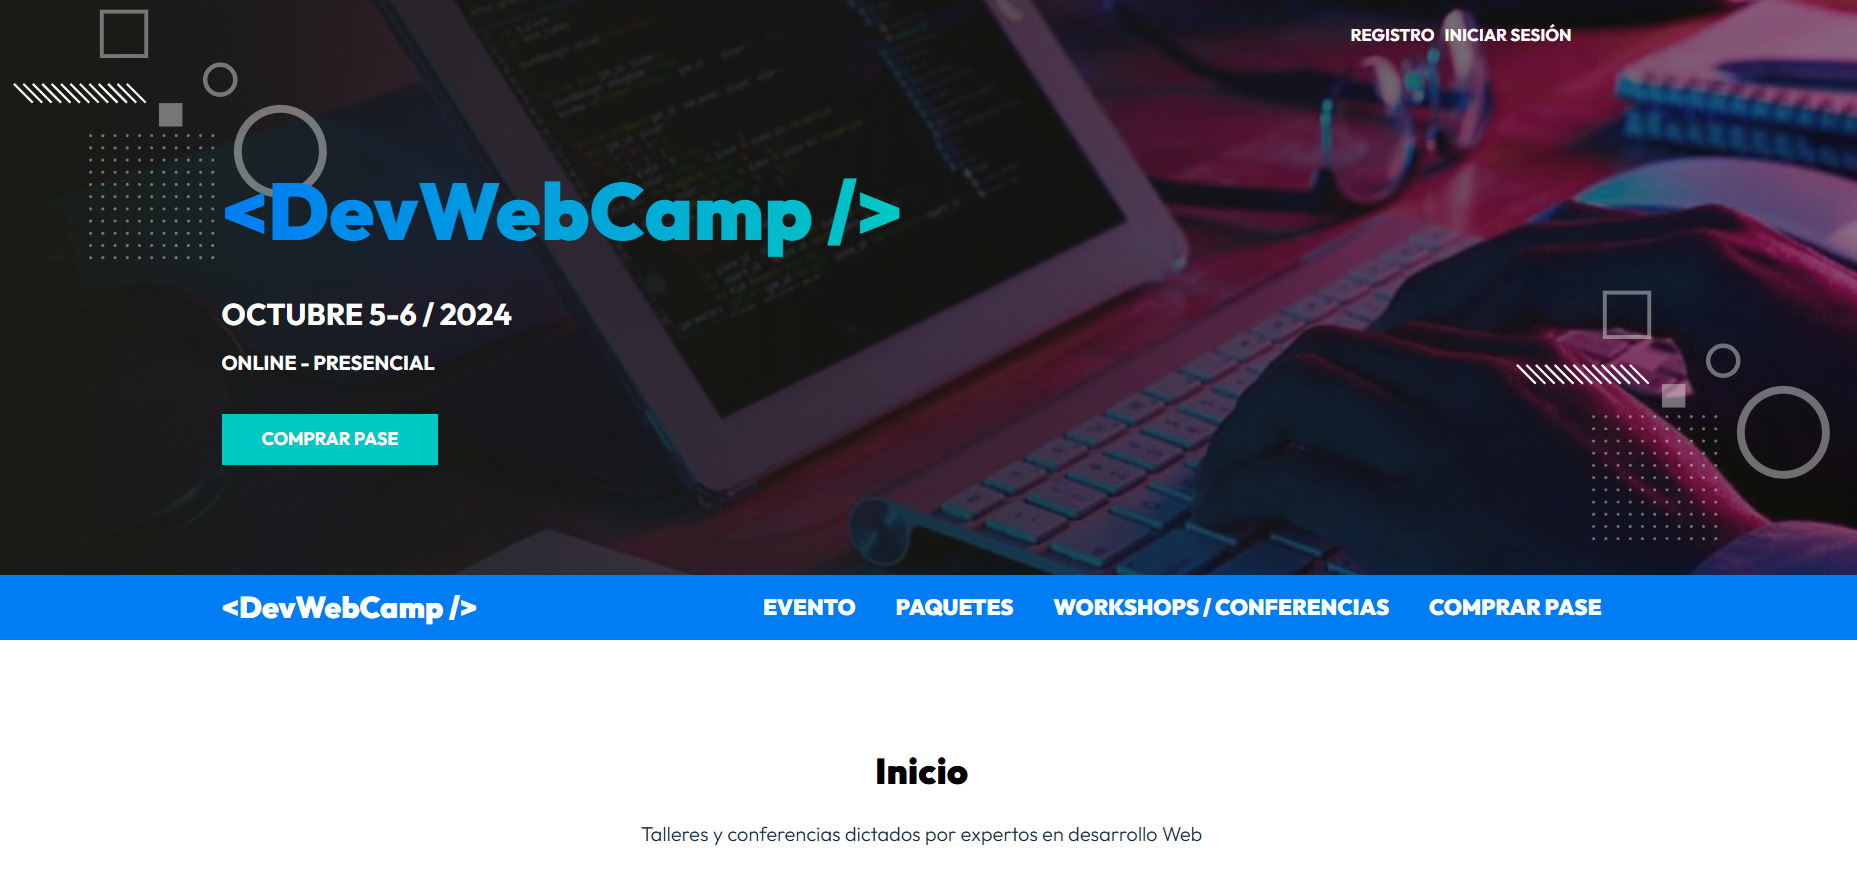 REGISTRO INICIAR SESIÓN
<DevWebCamp />
OCTUBRE 5-6 / 2024
ONLINE - PRESENCIAL
COMPRAR PASE
<DevWebCamp /> EVENTO PAQUETES WORKSHOPS / CONFERENCIAS COMPRAR PASE
Inicio
Talleres y conferencias dictados por expertos en desarrollo Web